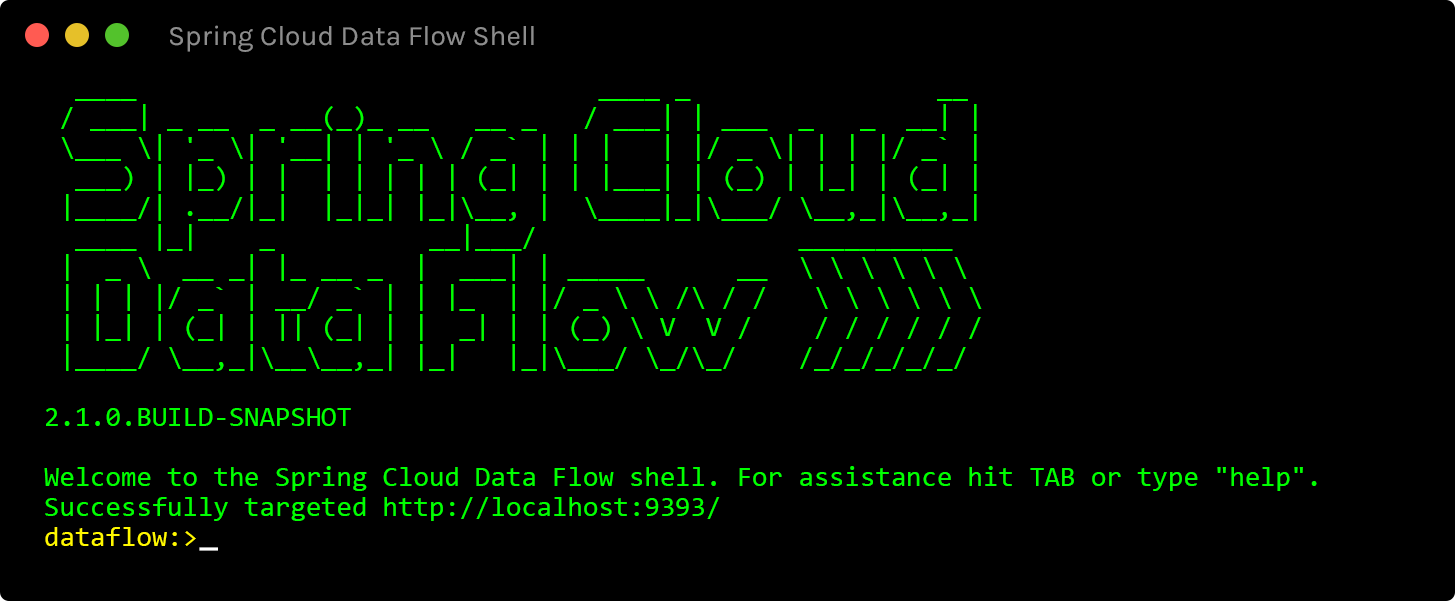 Spring Cloud Data Flow Shell
Spring Cloud
Data Flow
2.1.0.BUILD-SNAPSHOT
Welcome to the Spring Cloud Data Flow shell. For assistance hit TAB or type "help".
Successfully targeted http://localhost:9393/
dataflow:>